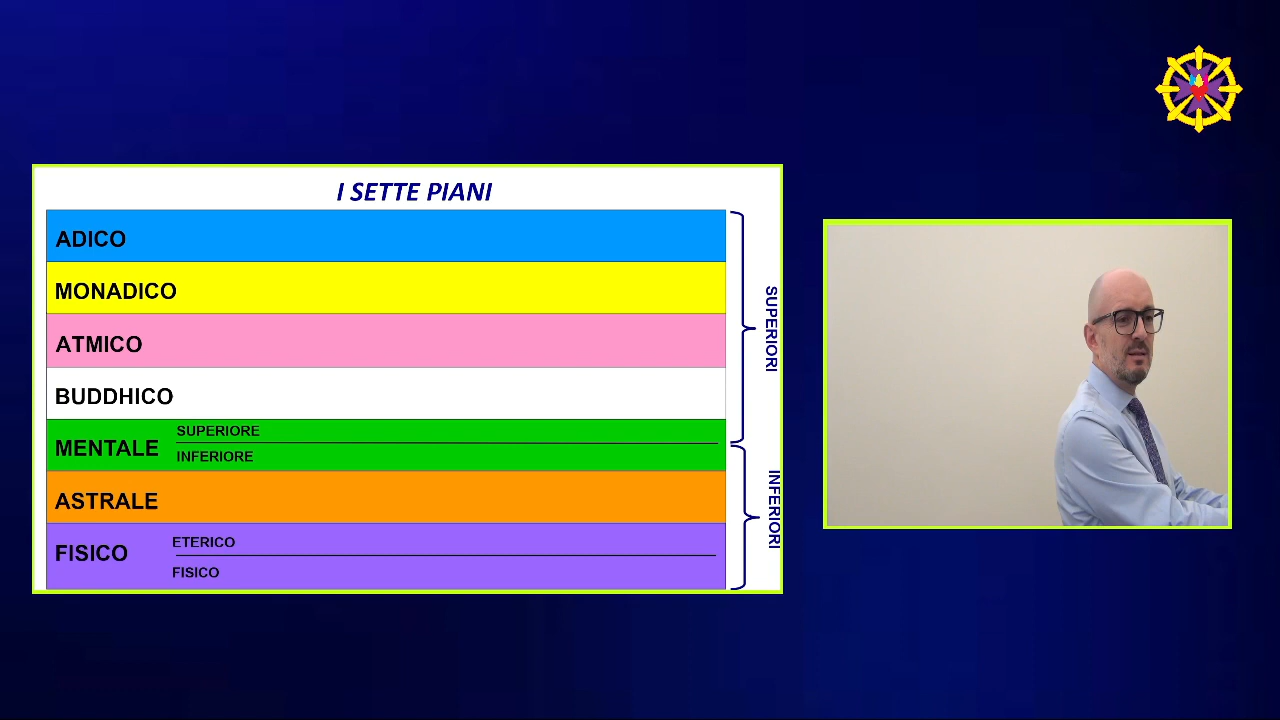 I SETTE PIANI
ADICO
MONADICO
ATMICO
BUDDHICO
MENTALE
SUPERIORE
INFERIORE
ASTRALE
FISICO
ETERICO
FISICO
SUPERIORI
INFERIORI